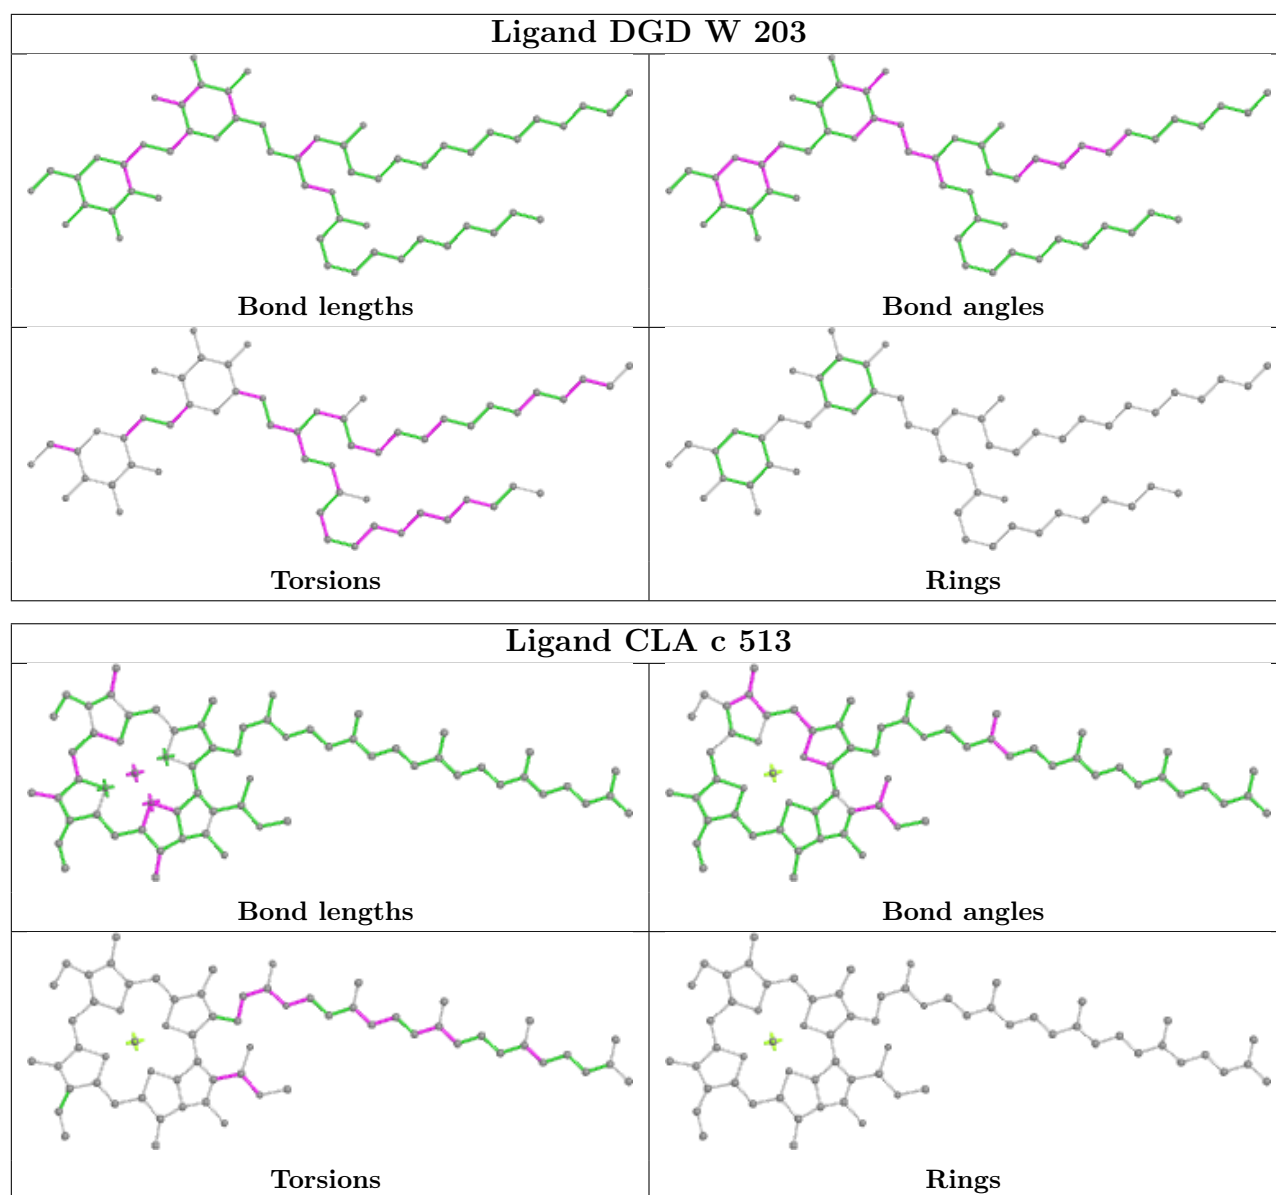 Ligand DGD W 203
Bond lengths
Bond angles
Torsions
Rings
Ligand CLA c 513
Bond lengths
Bond angles
Torsions
Rings